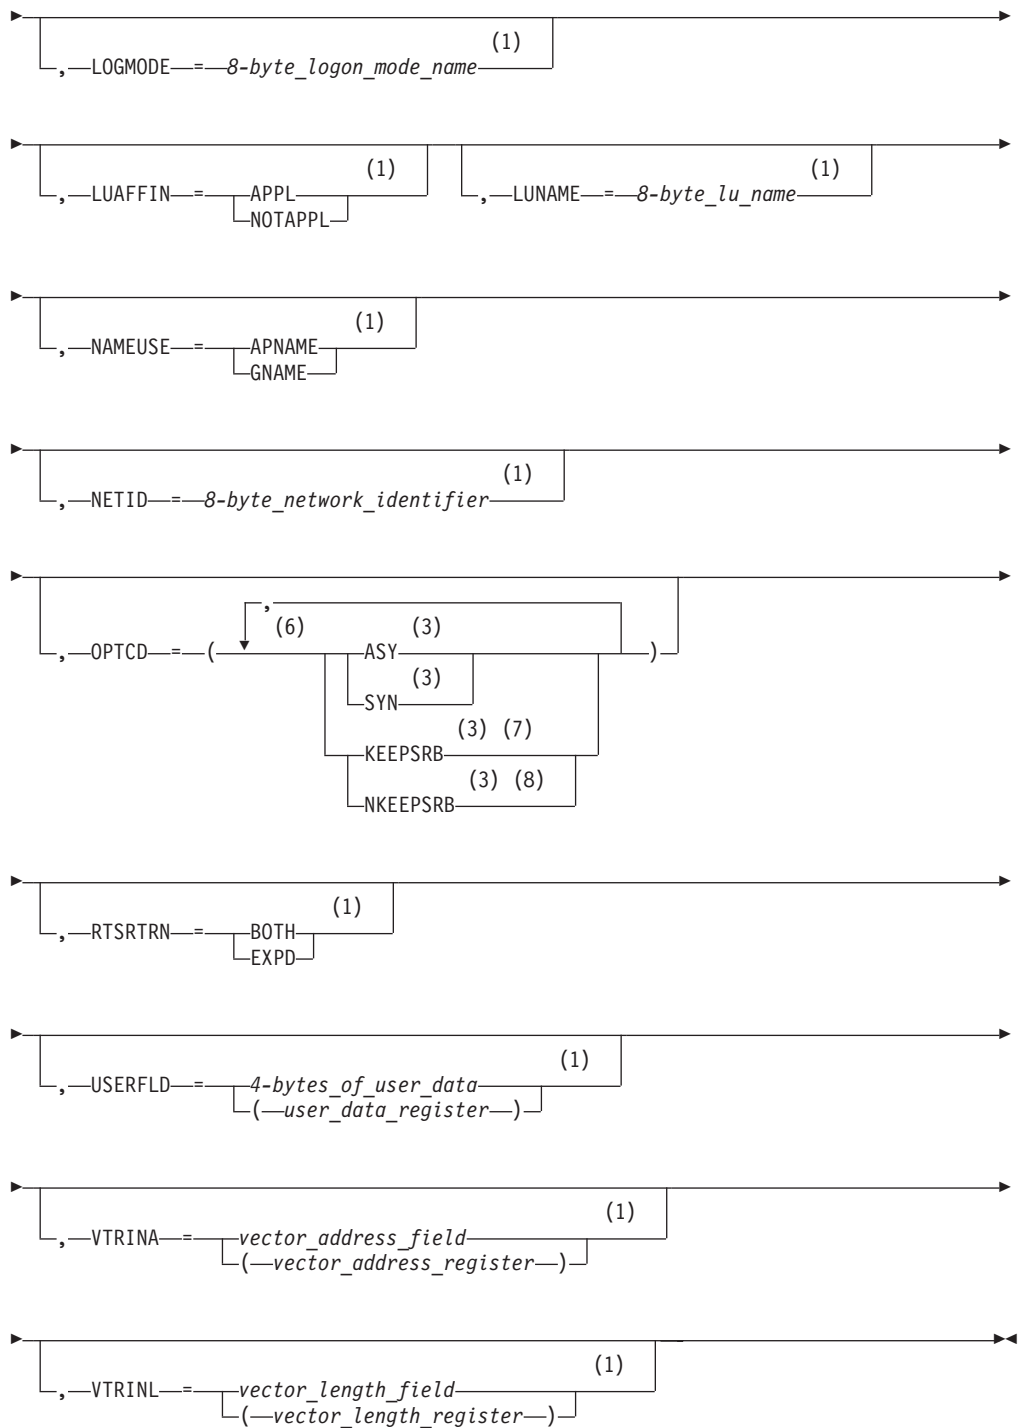 (1)
, LOGMODE = 8-byte_logon_mode_name
(1) (1)
, LUAFFIN = APPL , LUNAME = 8-byte_lu_name
NOTAPPL
(1)
, NAMEUSE = APNAME
GNAME
(1)
, NETID = 8-byte_network_identifier
,
(6) (3)
, OPTCD = ( ASY )
(3)
SYN
(3) (7)
KEEPSRB
(3) (8)
NKEEPSRB
(1)
, RTSRTRN = BOTH
EXPD
(1)
, USERFLD = 4-bytes_of_user_data
( user_data_register )
(1)
, VTRINA = vector_address_field
( vector_address_register )
(1)
, VTRINL = vector_length_field
( vector_length_register )